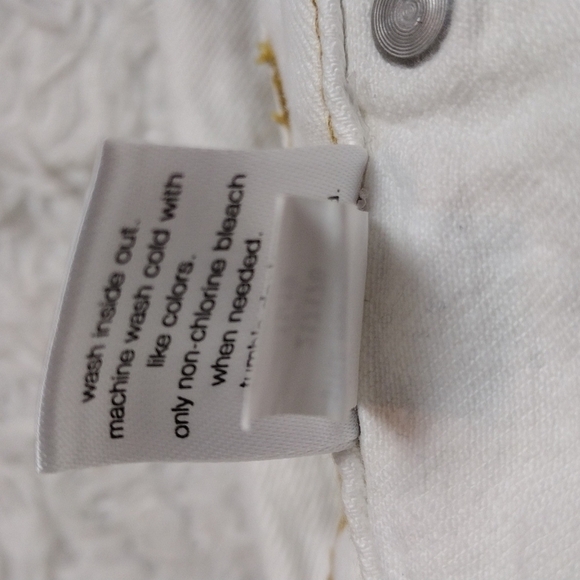 wash inside out.
machine wash cold with
like colors.
only non-chlorine bleach
when needed.